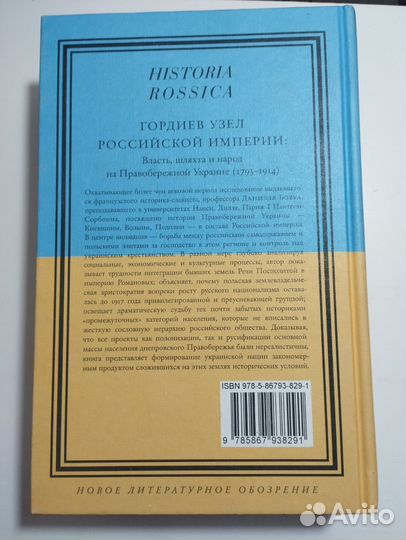 HISTORIA
ROSSICA
ГОРДИЕВ УЗЕЛ
РОССИЙСКОЙ ИМПЕРИИ:
Власть, шляхта и народ
на Правобережной Украине (1793–1914)
Охватывающее более чем вековой период исследование выдающего-
ся французского историка-слависта, профессора Даниэля Бовуа,
преподававшего в университетах Нанси, Лилля, Париж I Пантеон-
Сорбонна, посвящено истории Правобережной Украины —
Киевщины, Волыни, Подолии — в составе Российской империи.
В центре внимания — борьба между российским самодержавием и
польскими элитами за господство в этом регионе и контроль над
украинским крестьянством. В равной мере глубоко анализируя
социальные, экономические и культурные процессы, автор пока-
зывает трудности интеграции бывших земель Речи Посполитой в
империю Романовых; объясняет, почему польская землевладельче-
ская аристократия вопреки росту русского национализма остава-
лась до 1917 года привилегированной и преуспевающей группой;
освещает драматическую судьбу тех почти забытых историками
«промежуточных» категорий населения, которые не вписались в
жесткую сословную иерархию российского общества. Доказывая,
что все проекты как полонизации, так и русификации основной
массы населения днепровского Правобережья были нереалистичны,
книга представляет формирование украинской нации закономер-
ным продуктом сложившихся на этих землях исторических условий.
ISBN 978-5-86793-829-1
9 785867 938291
НОВОЕ ЛИТЕРАТУРНОЕ ОБОЗРЕНИЕ
Avito